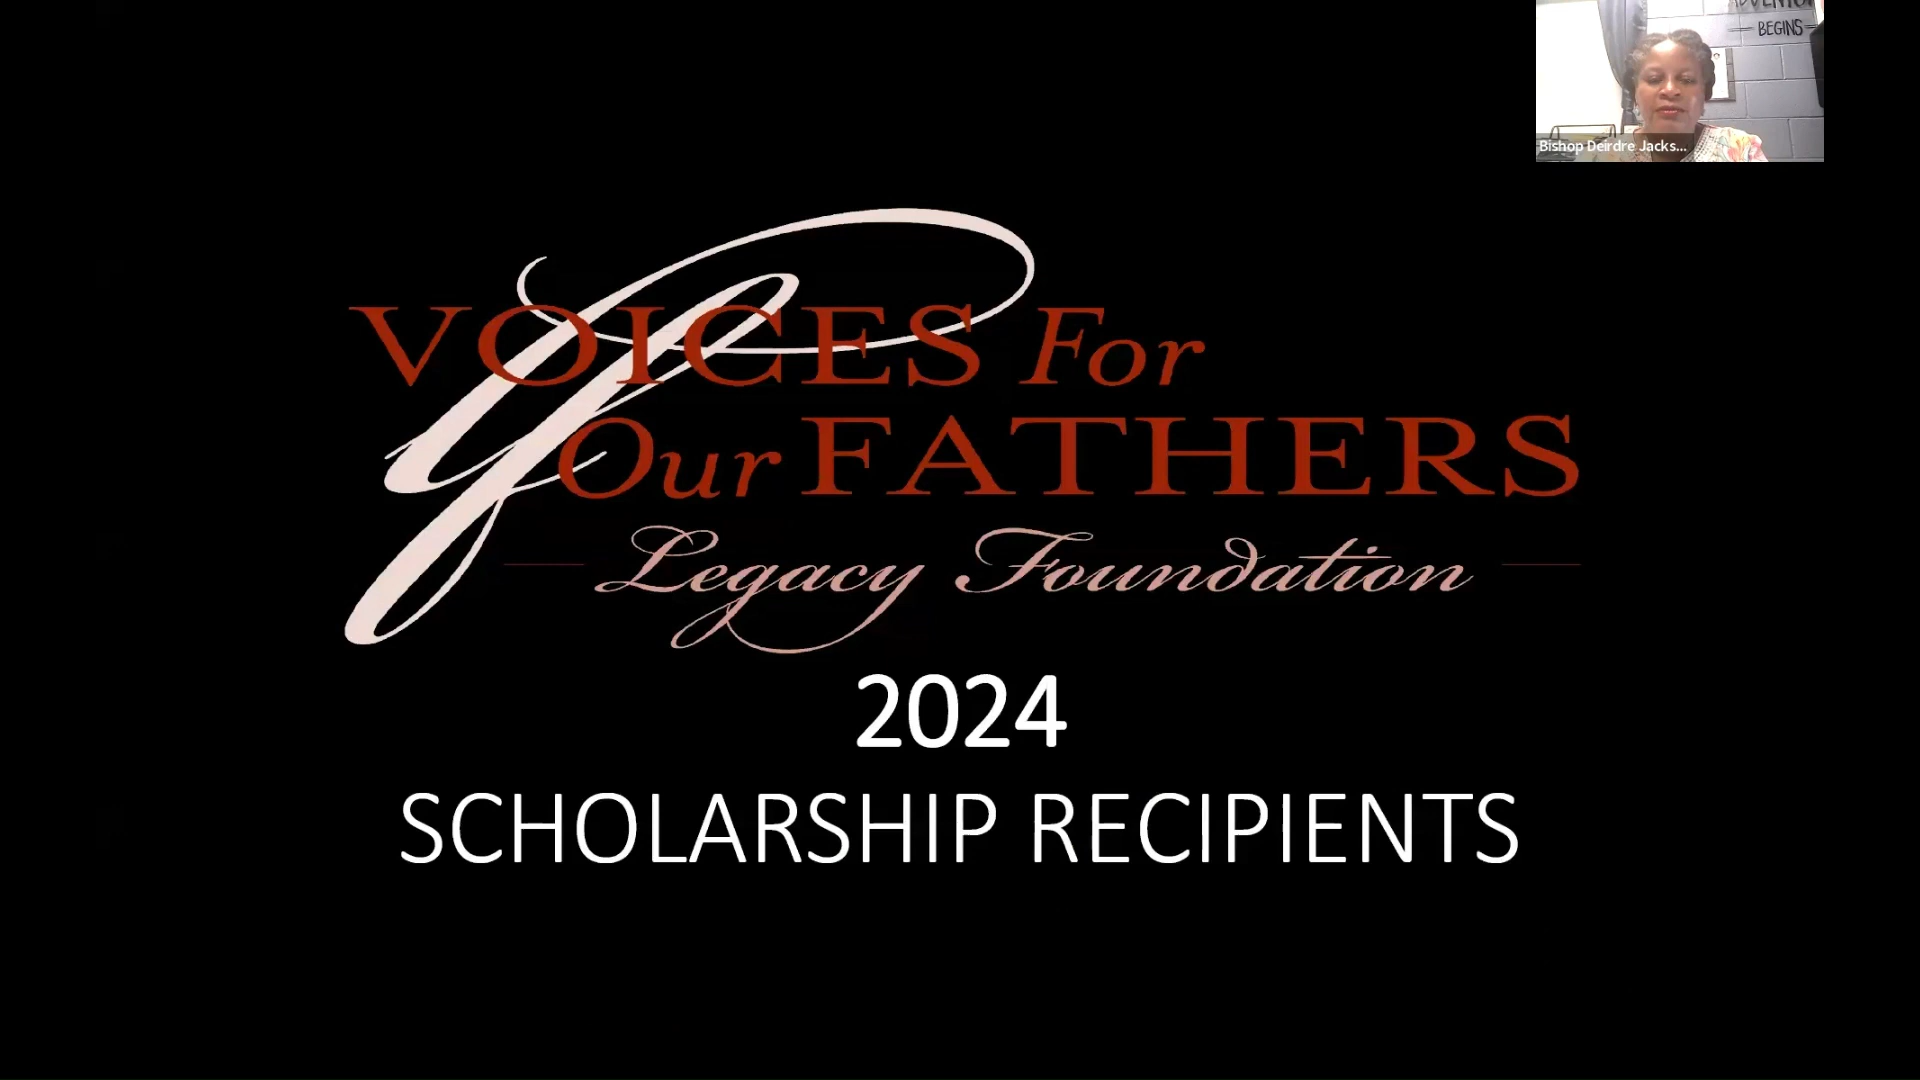 BEGINS
Bishop Deirdre Jacks...
VOICES For
Our FATHERS
Legacy Foundation
2024
SCHOLARSHIP RECIPIENTS